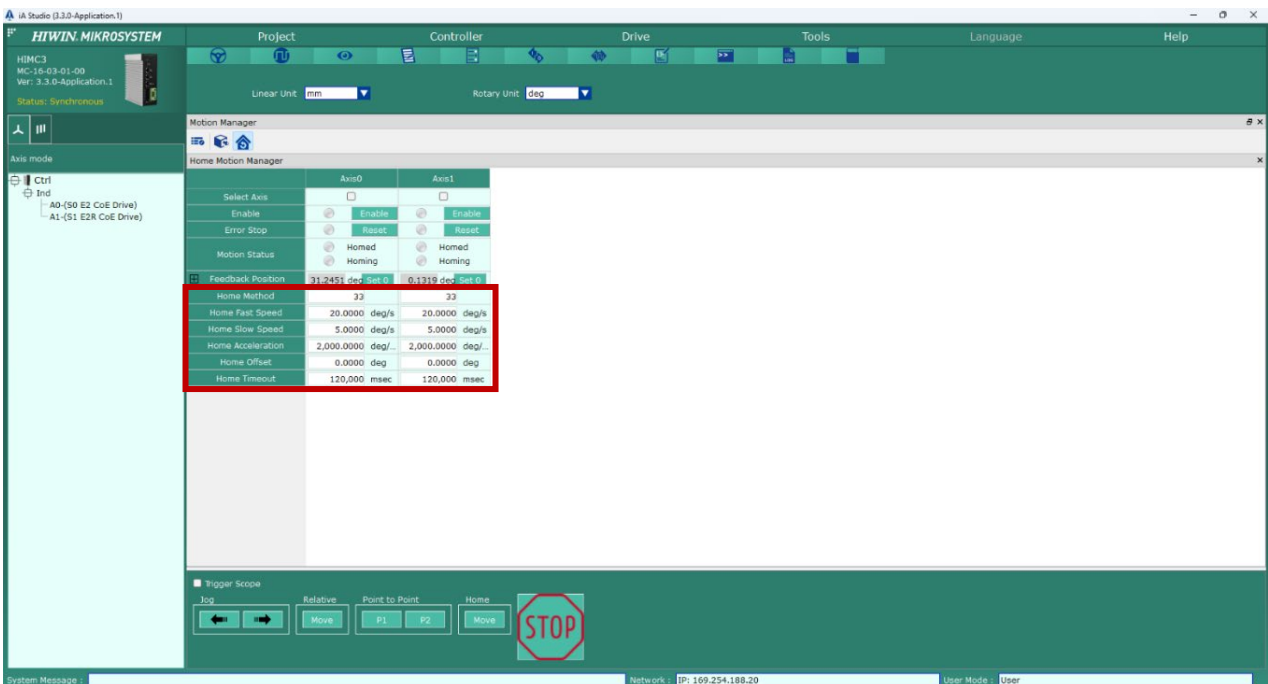 iA Studio (3.3.0-Application.1)
HIWIN. MIKROSYSTEM Project Controller Drive Tools Language Help
HIMC3
MC-16-03-01-00
Ver: 3.3.0-Application.1
Status: Synchronous
Linear Unit mm Rotary Unit deg
Motion Manager
Axis mode
Home Motion Manager
Ctrl
Ind
A0-(S0 E2 CoE Drive)
A1-(S1 E2R CoE Drive)
Axis0 Axis1
Select Axis
Enable Enable Enable
Error Stop Reset Reset
Motion Status Homed Homed
Homing Homing
Feedback Position 31.2451 deg Set 0 0.1319 deg Set 0
Home Method 33 33
Home Fast Speed 20.0000 deg/s 20.0000 deg/s
Home Slow Speed 5.0000 deg/s 5.0000 deg/s
Home Acceleration 2,000.0000 deg/... 2,000.0000 deg/...
Home Offset 0.0000 deg 0.0000 deg
Home Timeout 120,000 msec 120,000 msec
Trigger Scope
Jog Relative Point to Point Home
Move P1 P2 Move
STOP
System Message : Network : IP: 169.254.188.20 User Mode : User